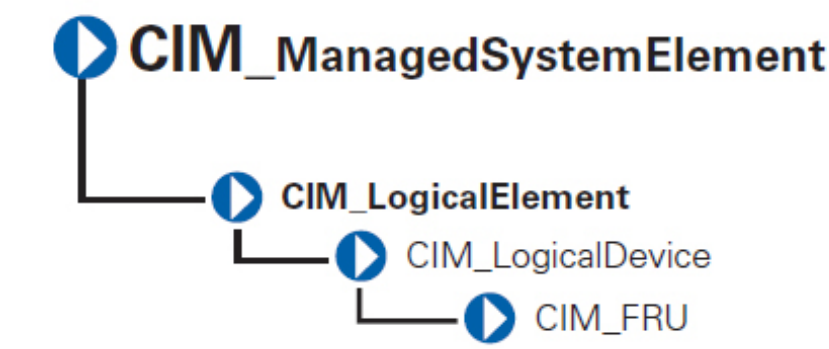 CIM_ManagedSystemElement
CIM_LogicalElement
CIM_LogicalDevice
CIM_FRU